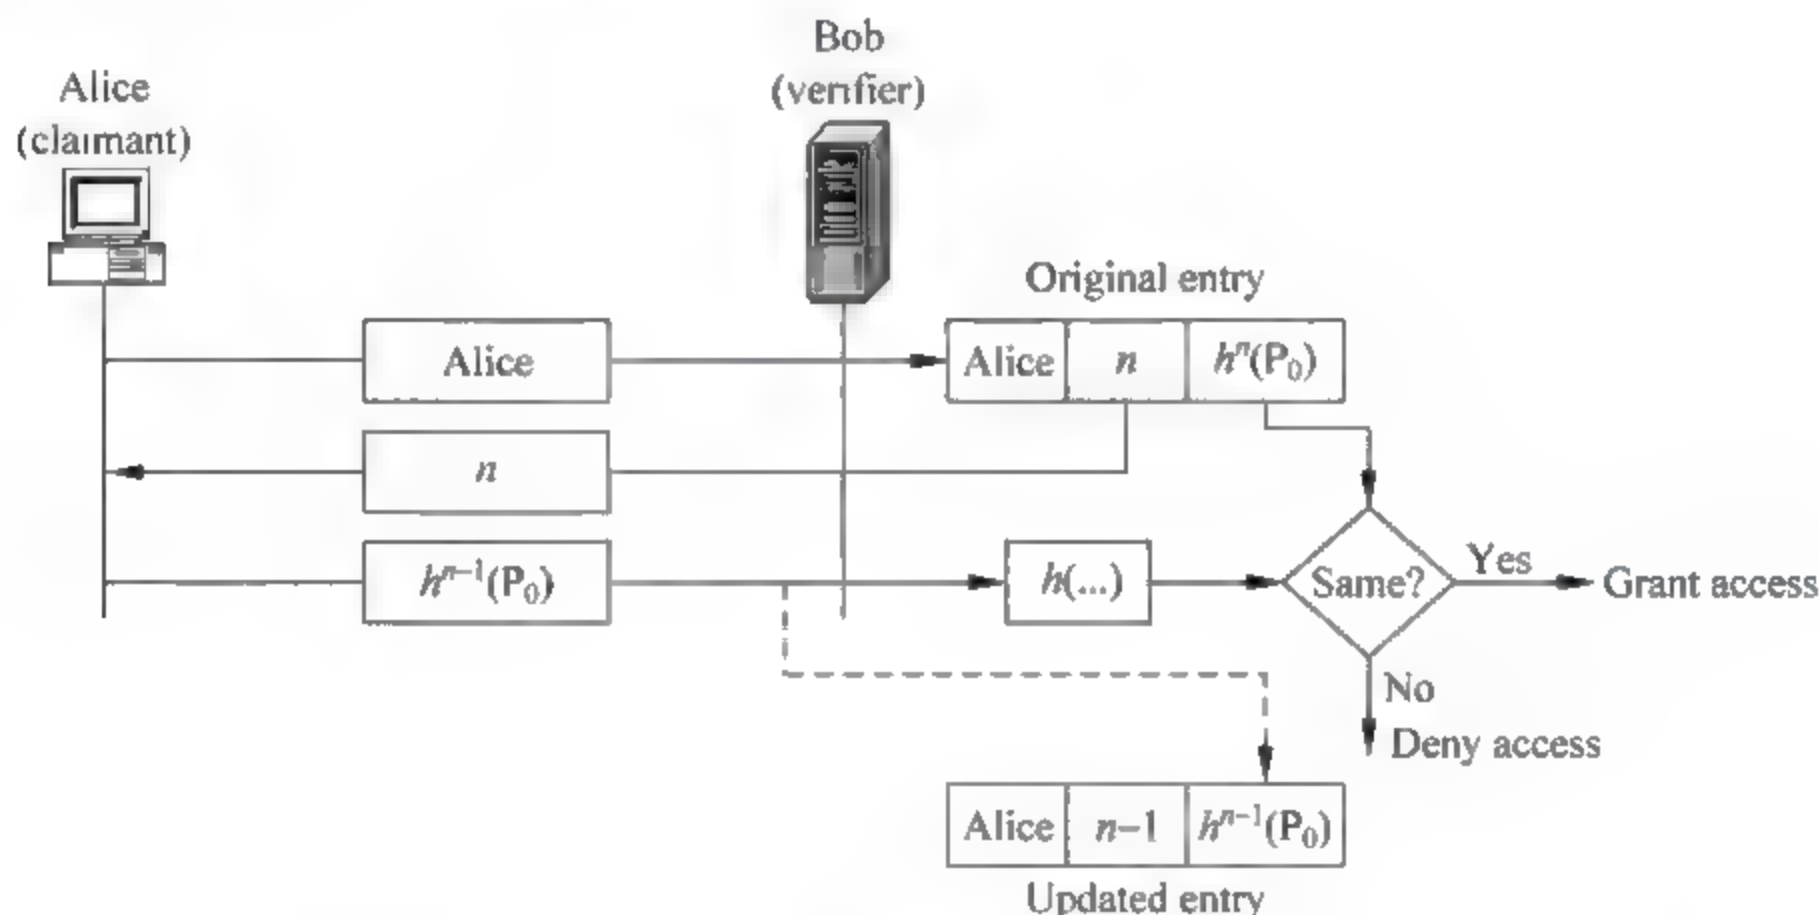 Bob
(verifier)
Alice
(claimant)
Original entry
Alice
Alice n hⁿ(P₀)
n
hⁿ⁻¹(P₀)
h(...)
Same?
Yes
Grant access
No
Deny access
Alice n–1 hⁿ⁻¹(P₀)
Updated entry